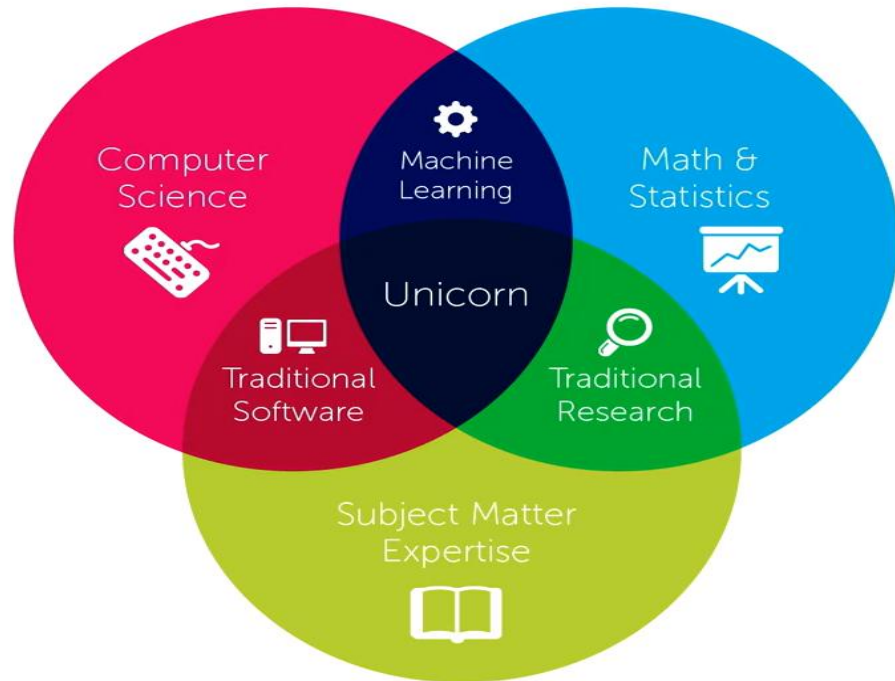 Computer
Science
Machine
Learning
Math &
Statistics
Unicorn
Traditional
Software
Traditional
Research
Subject Matter
Expertise